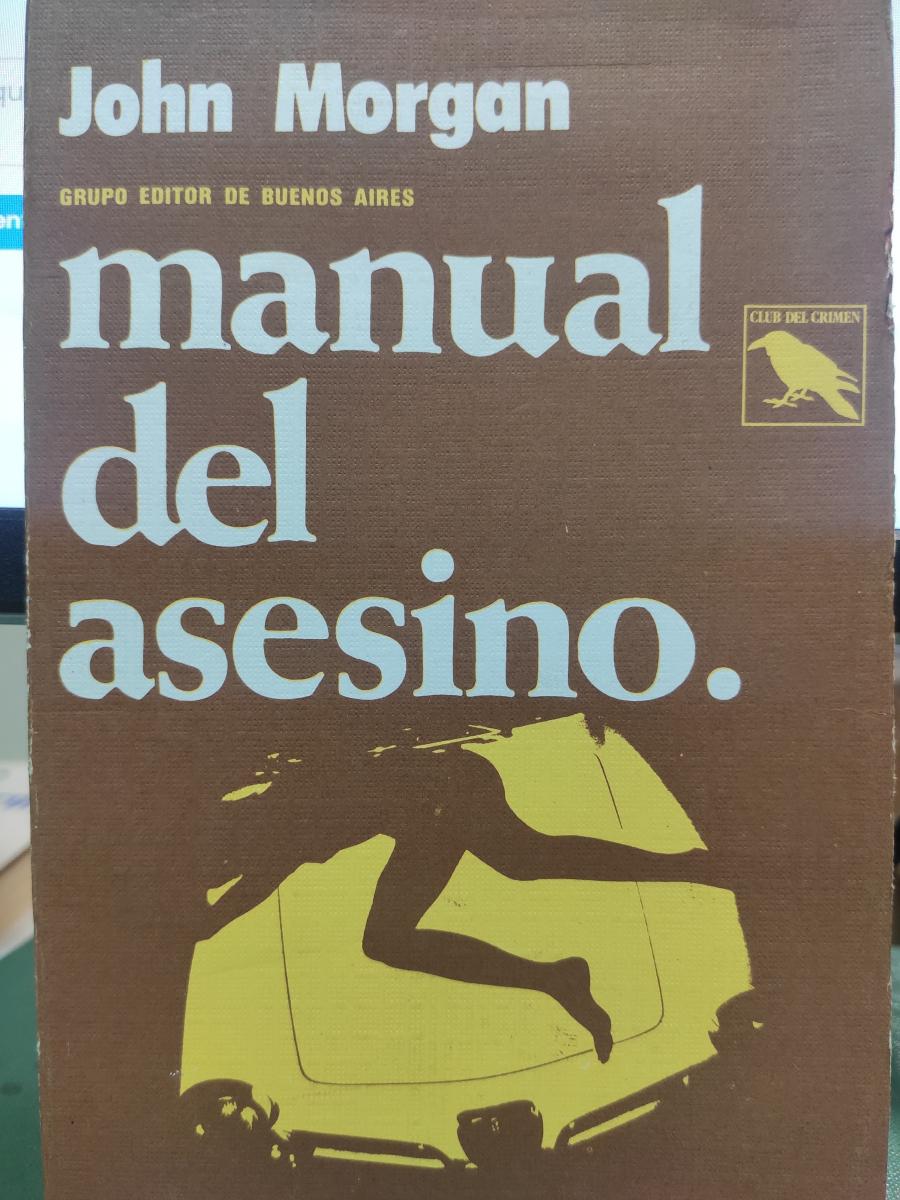 John Morgan
GRUPO EDITOR DE BUENOS AIRES
manual
CLUB DEL CRIMEN
del
asesino.